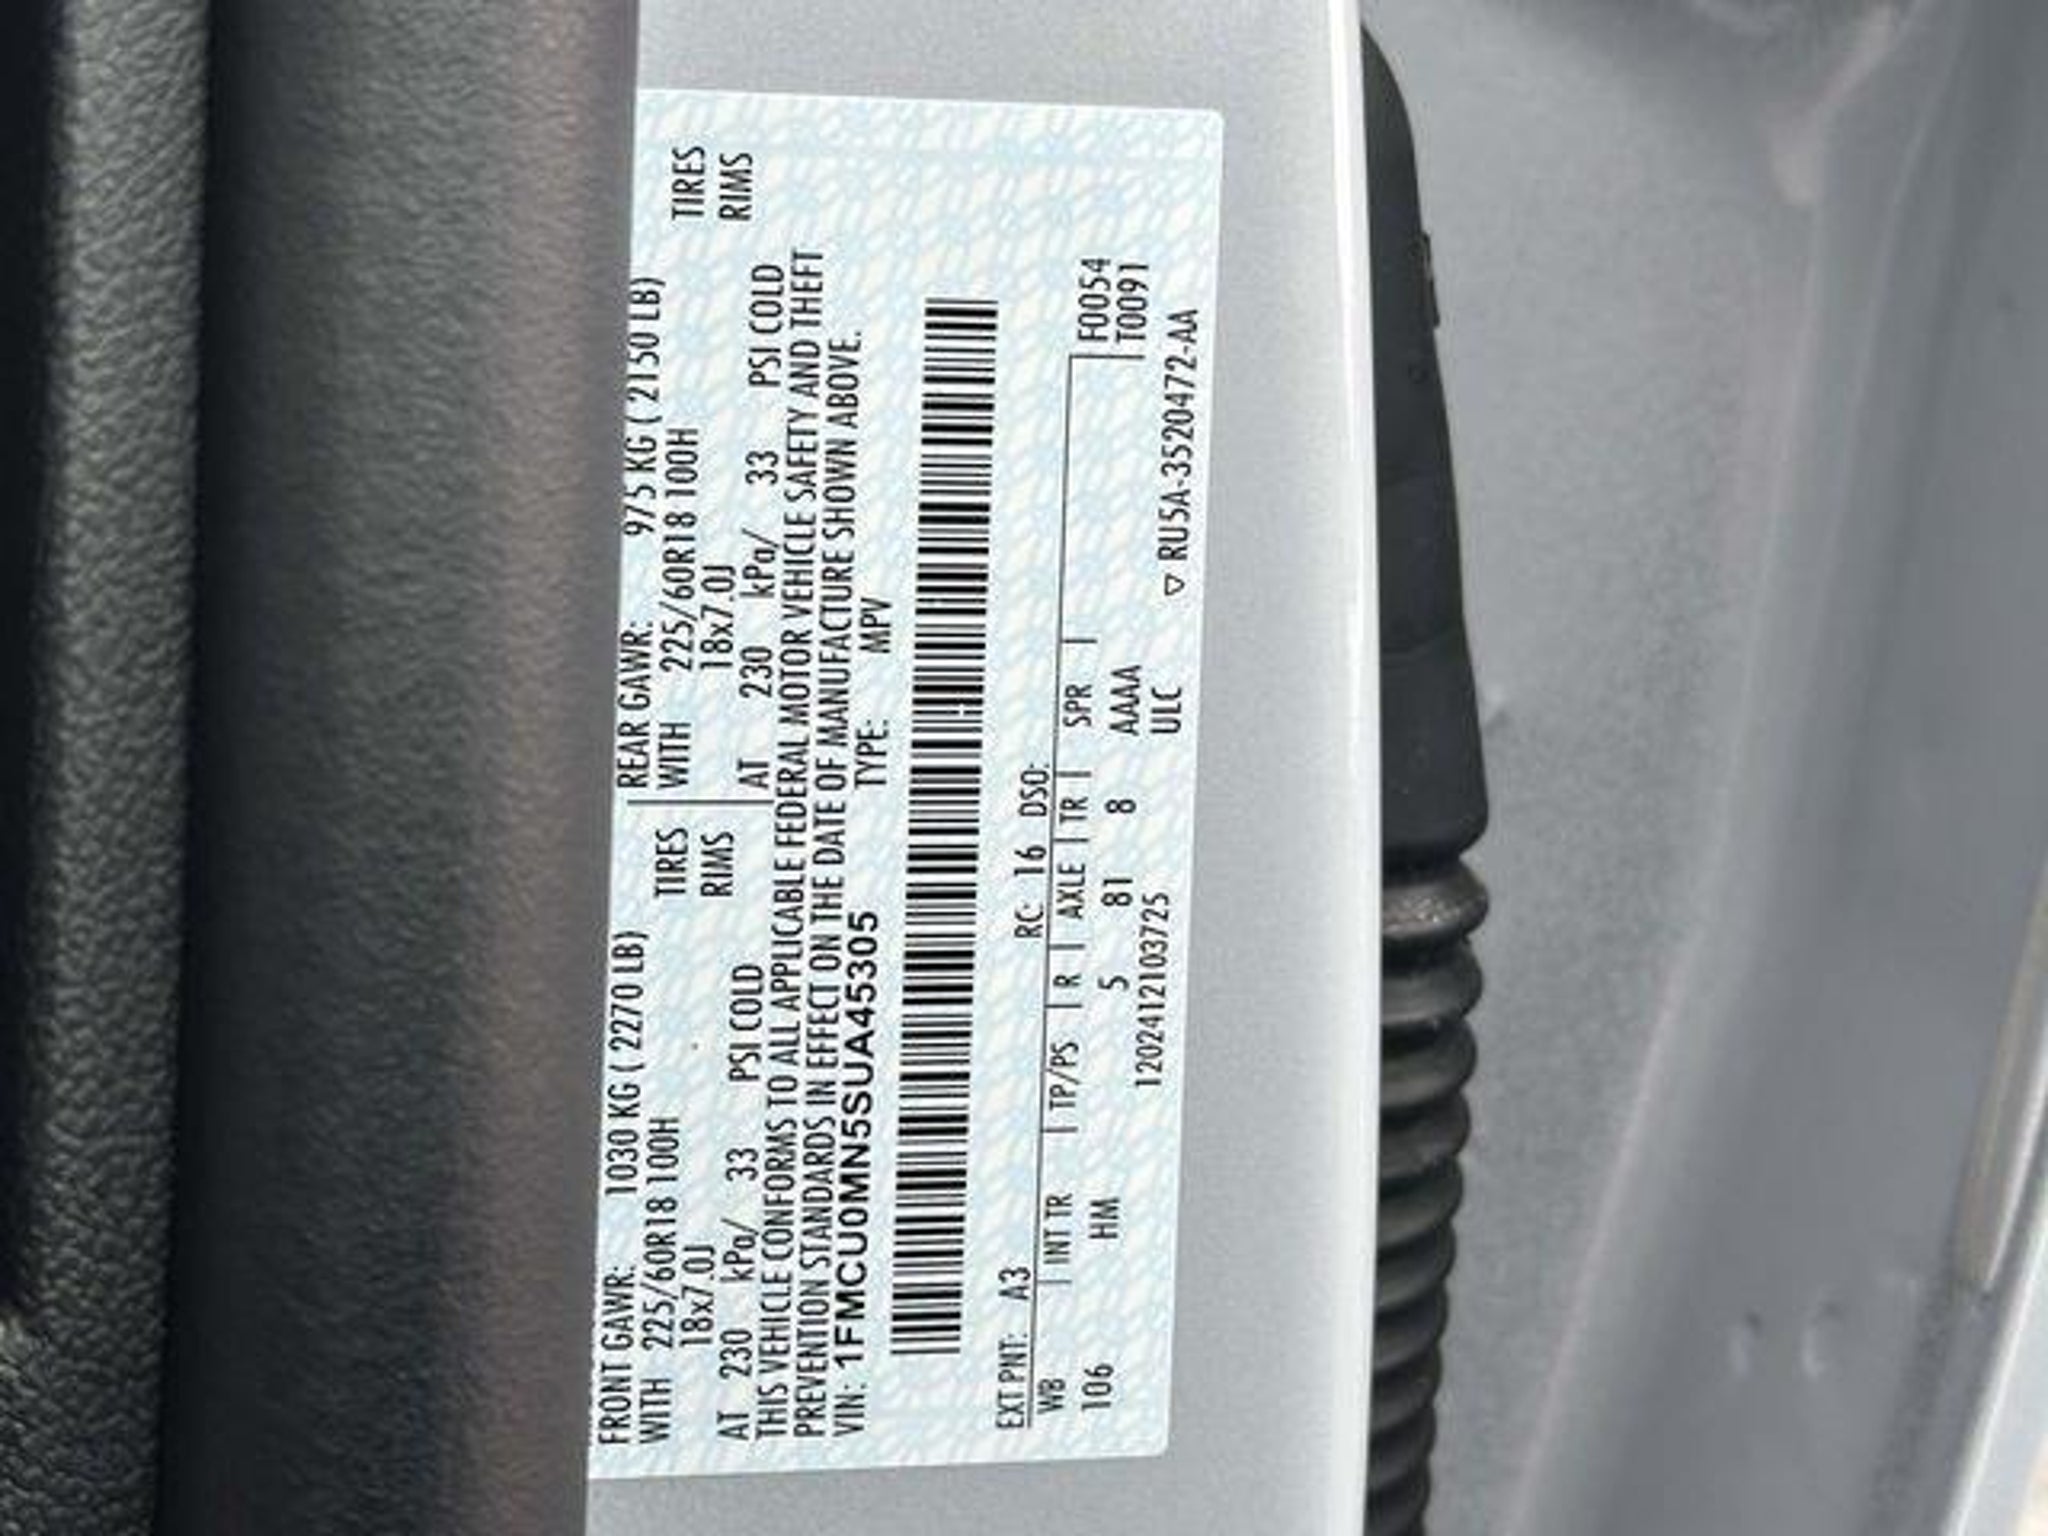 FRONT GAWR: 1030 KG ( 2270 LB) REAR GAWR: 975 KG ( 2150 LB)
WITH 225/60R18 100H TIRES WITH 225/60R18 100H TIRES
18x7.0J RIMS 18x7.0J RIMS
AT 230 kPa/ 33 PSI COLD AT 230 kPa/ 33 PSI COLD
THIS VEHICLE CONFORMS TO ALL APPLICABLE FEDERAL MOTOR VEHICLE SAFETY AND THEFT
PREVENTION STANDARDS IN EFFECT ON THE DATE OF MANUFACTURE SHOWN ABOVE.
VIN: 1FMCU0MN5SUA45305 TYPE: MPV
EXT PNT: A3 RC: 16 DSO:
WB INT TR TP/PS R AXLE TR SPR F0054
106 HM 5 81 8 AAAA T0091
120241210372​5 ULC ▽ RU5A-3520472-AA